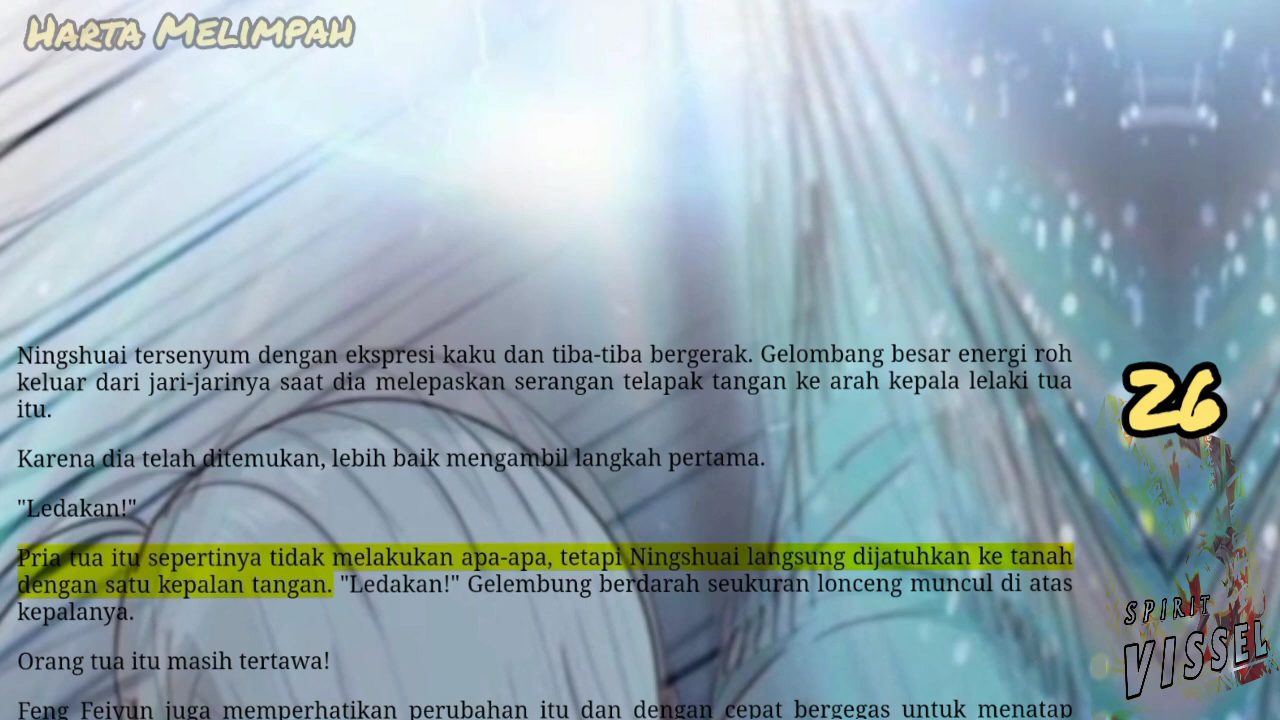 Harta Melimpah
Ningshuai tersenyum dengan ekspresi kaku dan tiba-tiba bergerak. Gelombang besar energi roh
keluar dari jari-jarinya saat dia melepaskan serangan telapak tangan ke arah kepala lelaki tua
itu.
Karena dia telah ditemukan, lebih baik mengambil langkah pertama.
"Ledakan!"
Pria tua itu sepertinya tidak melakukan apa-apa, tetapi Ningshuai langsung dijatuhkan ke tanah
dengan satu kepalan tangan. "Ledakan!" Gelembung berdarah seukuran lonceng muncul di atas
kepalanya.
Orang tua itu masih tertawa!
Feng Feiyun juga memperhatikan perubahan itu dan dengan cepat bergegas untuk menatap
26
SPIRIT
VISSEL